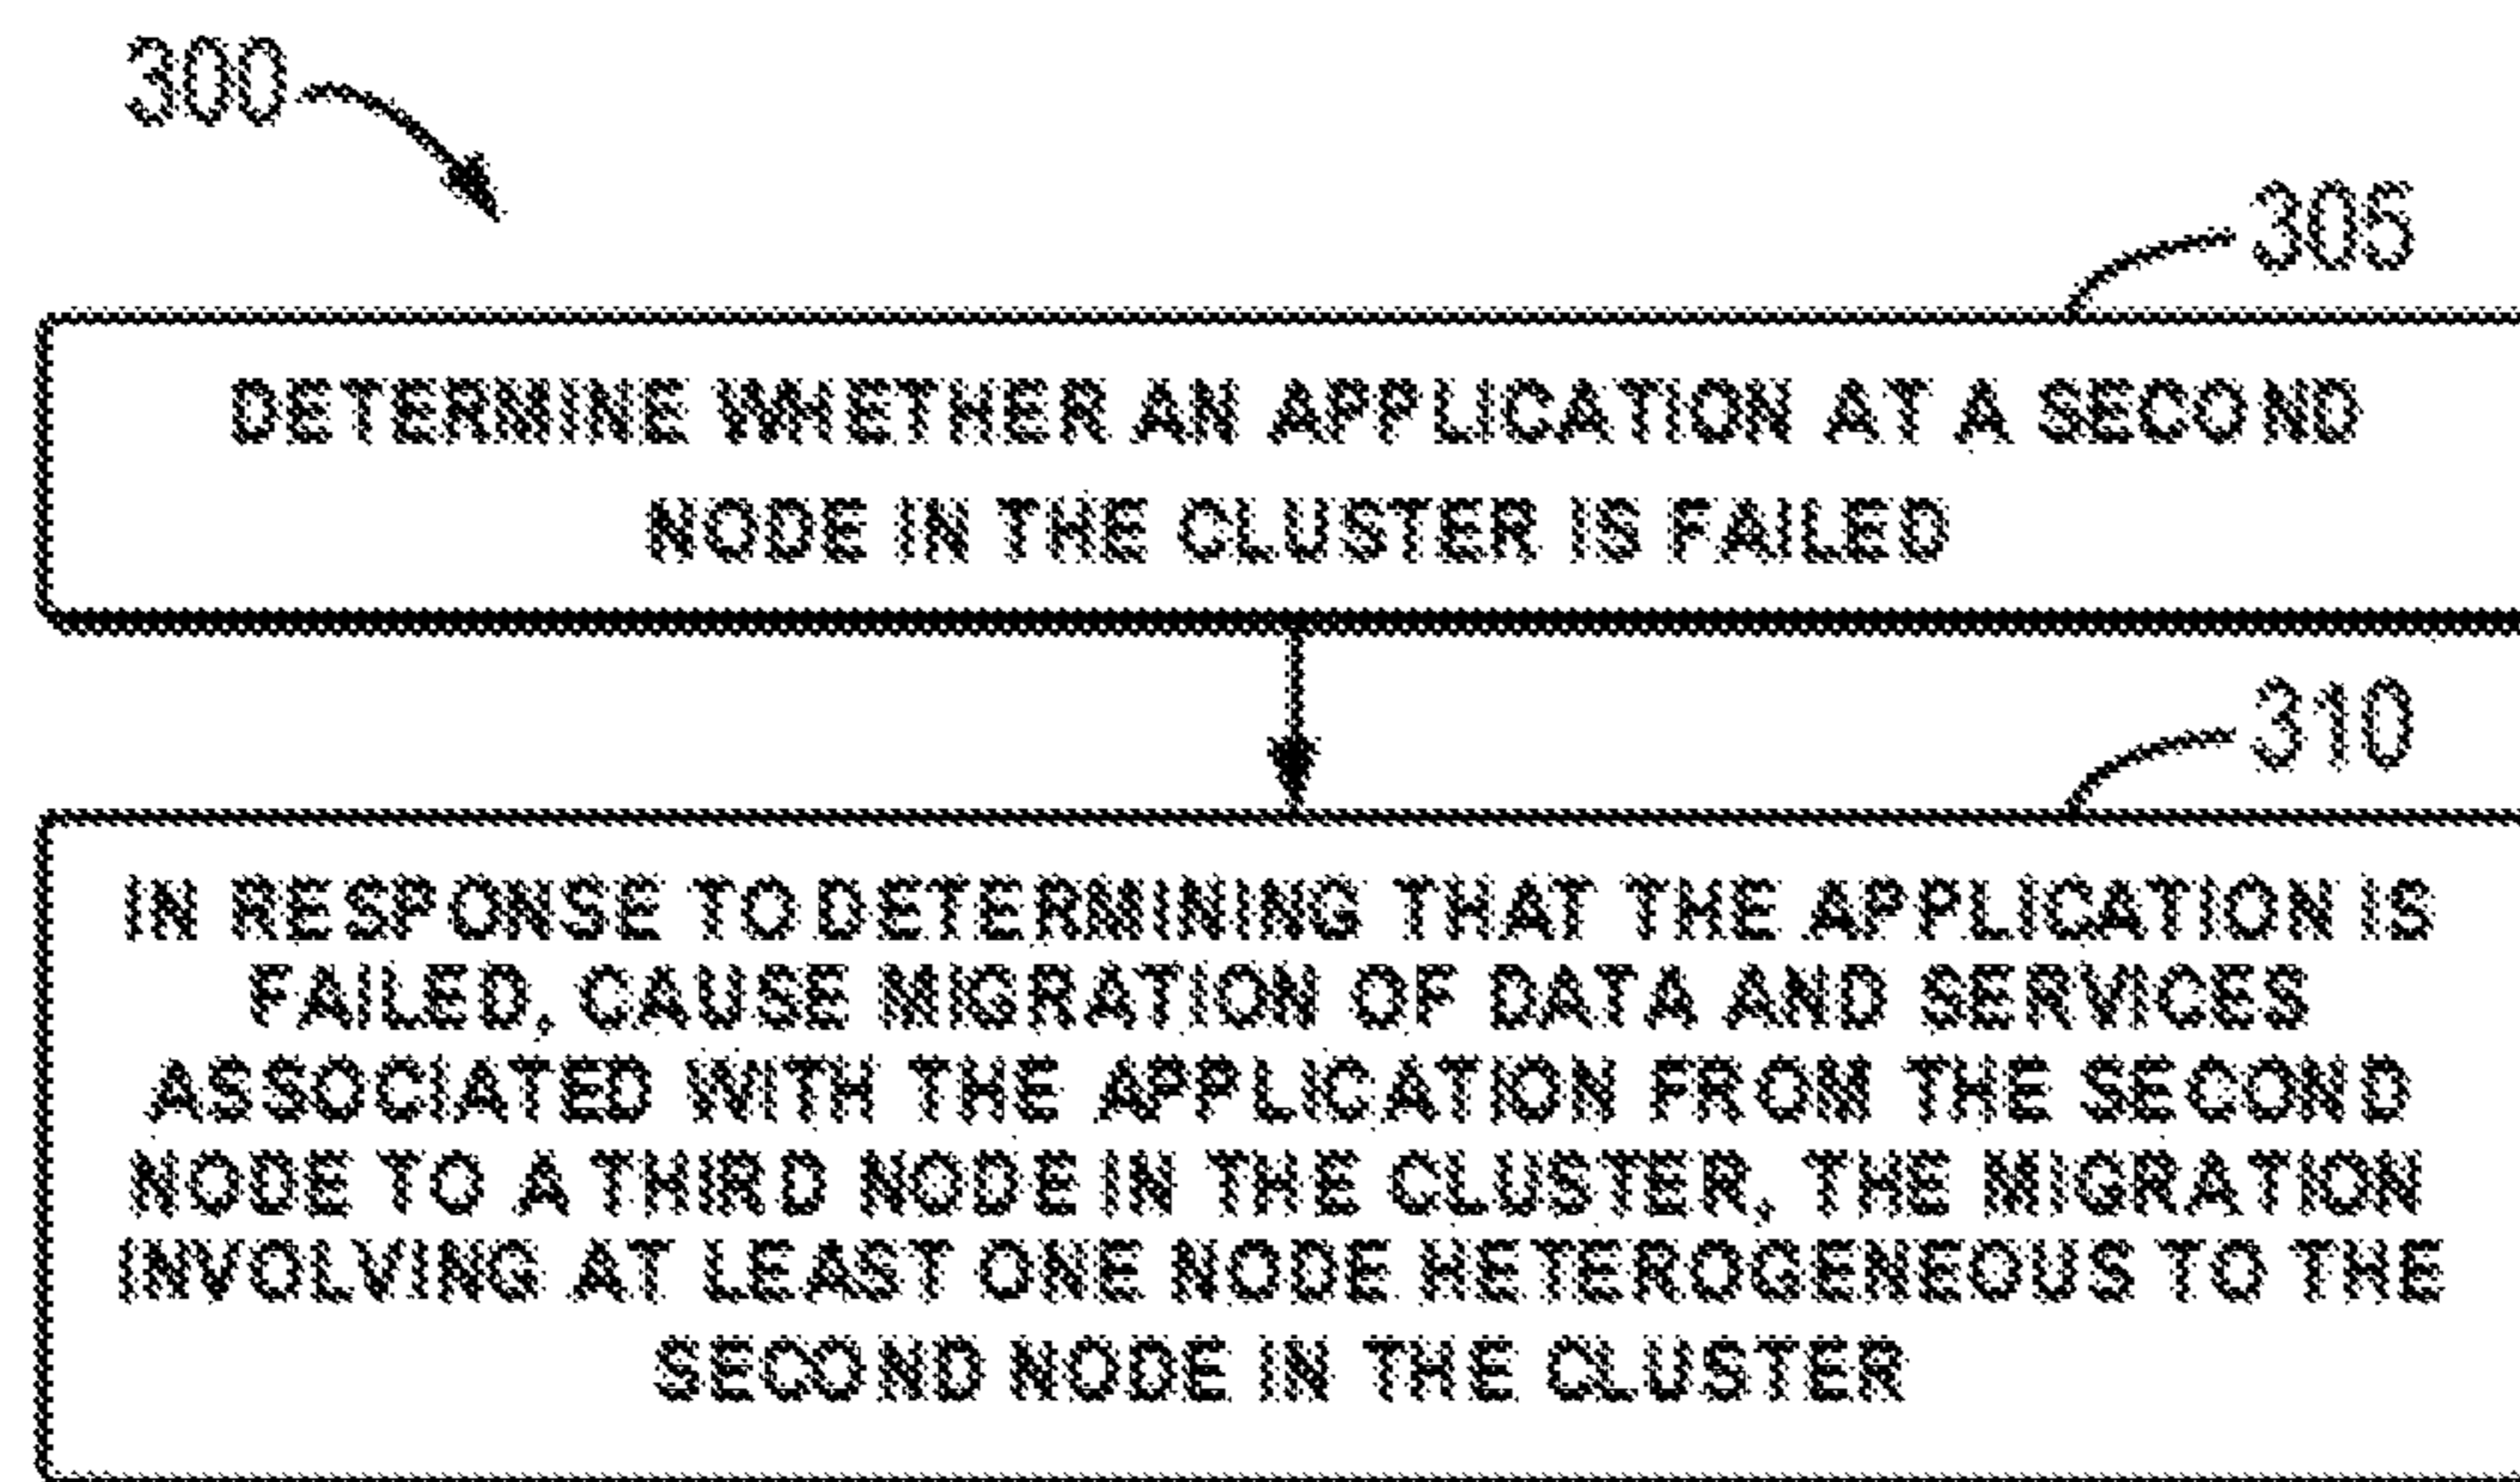 300
305
DETERMINE WHETHER AN APPLICATION AT A SECOND
NODE IN THE CLUSTER IS FAILED
310
IN RESPONSE TO DETERMINING THAT THE APPLICATION IS
FAILED, CAUSE MIGRATION OF DATA AND SERVICES
ASSOCIATED WITH THE APPLICATION FROM THE SECOND
NODE TO A THIRD NODE IN THE CLUSTER, THE MIGRATION
INVOLVING AT LEAST ONE NODE HETEROGENEOUS TO THE
SECOND NODE IN THE CLUSTER